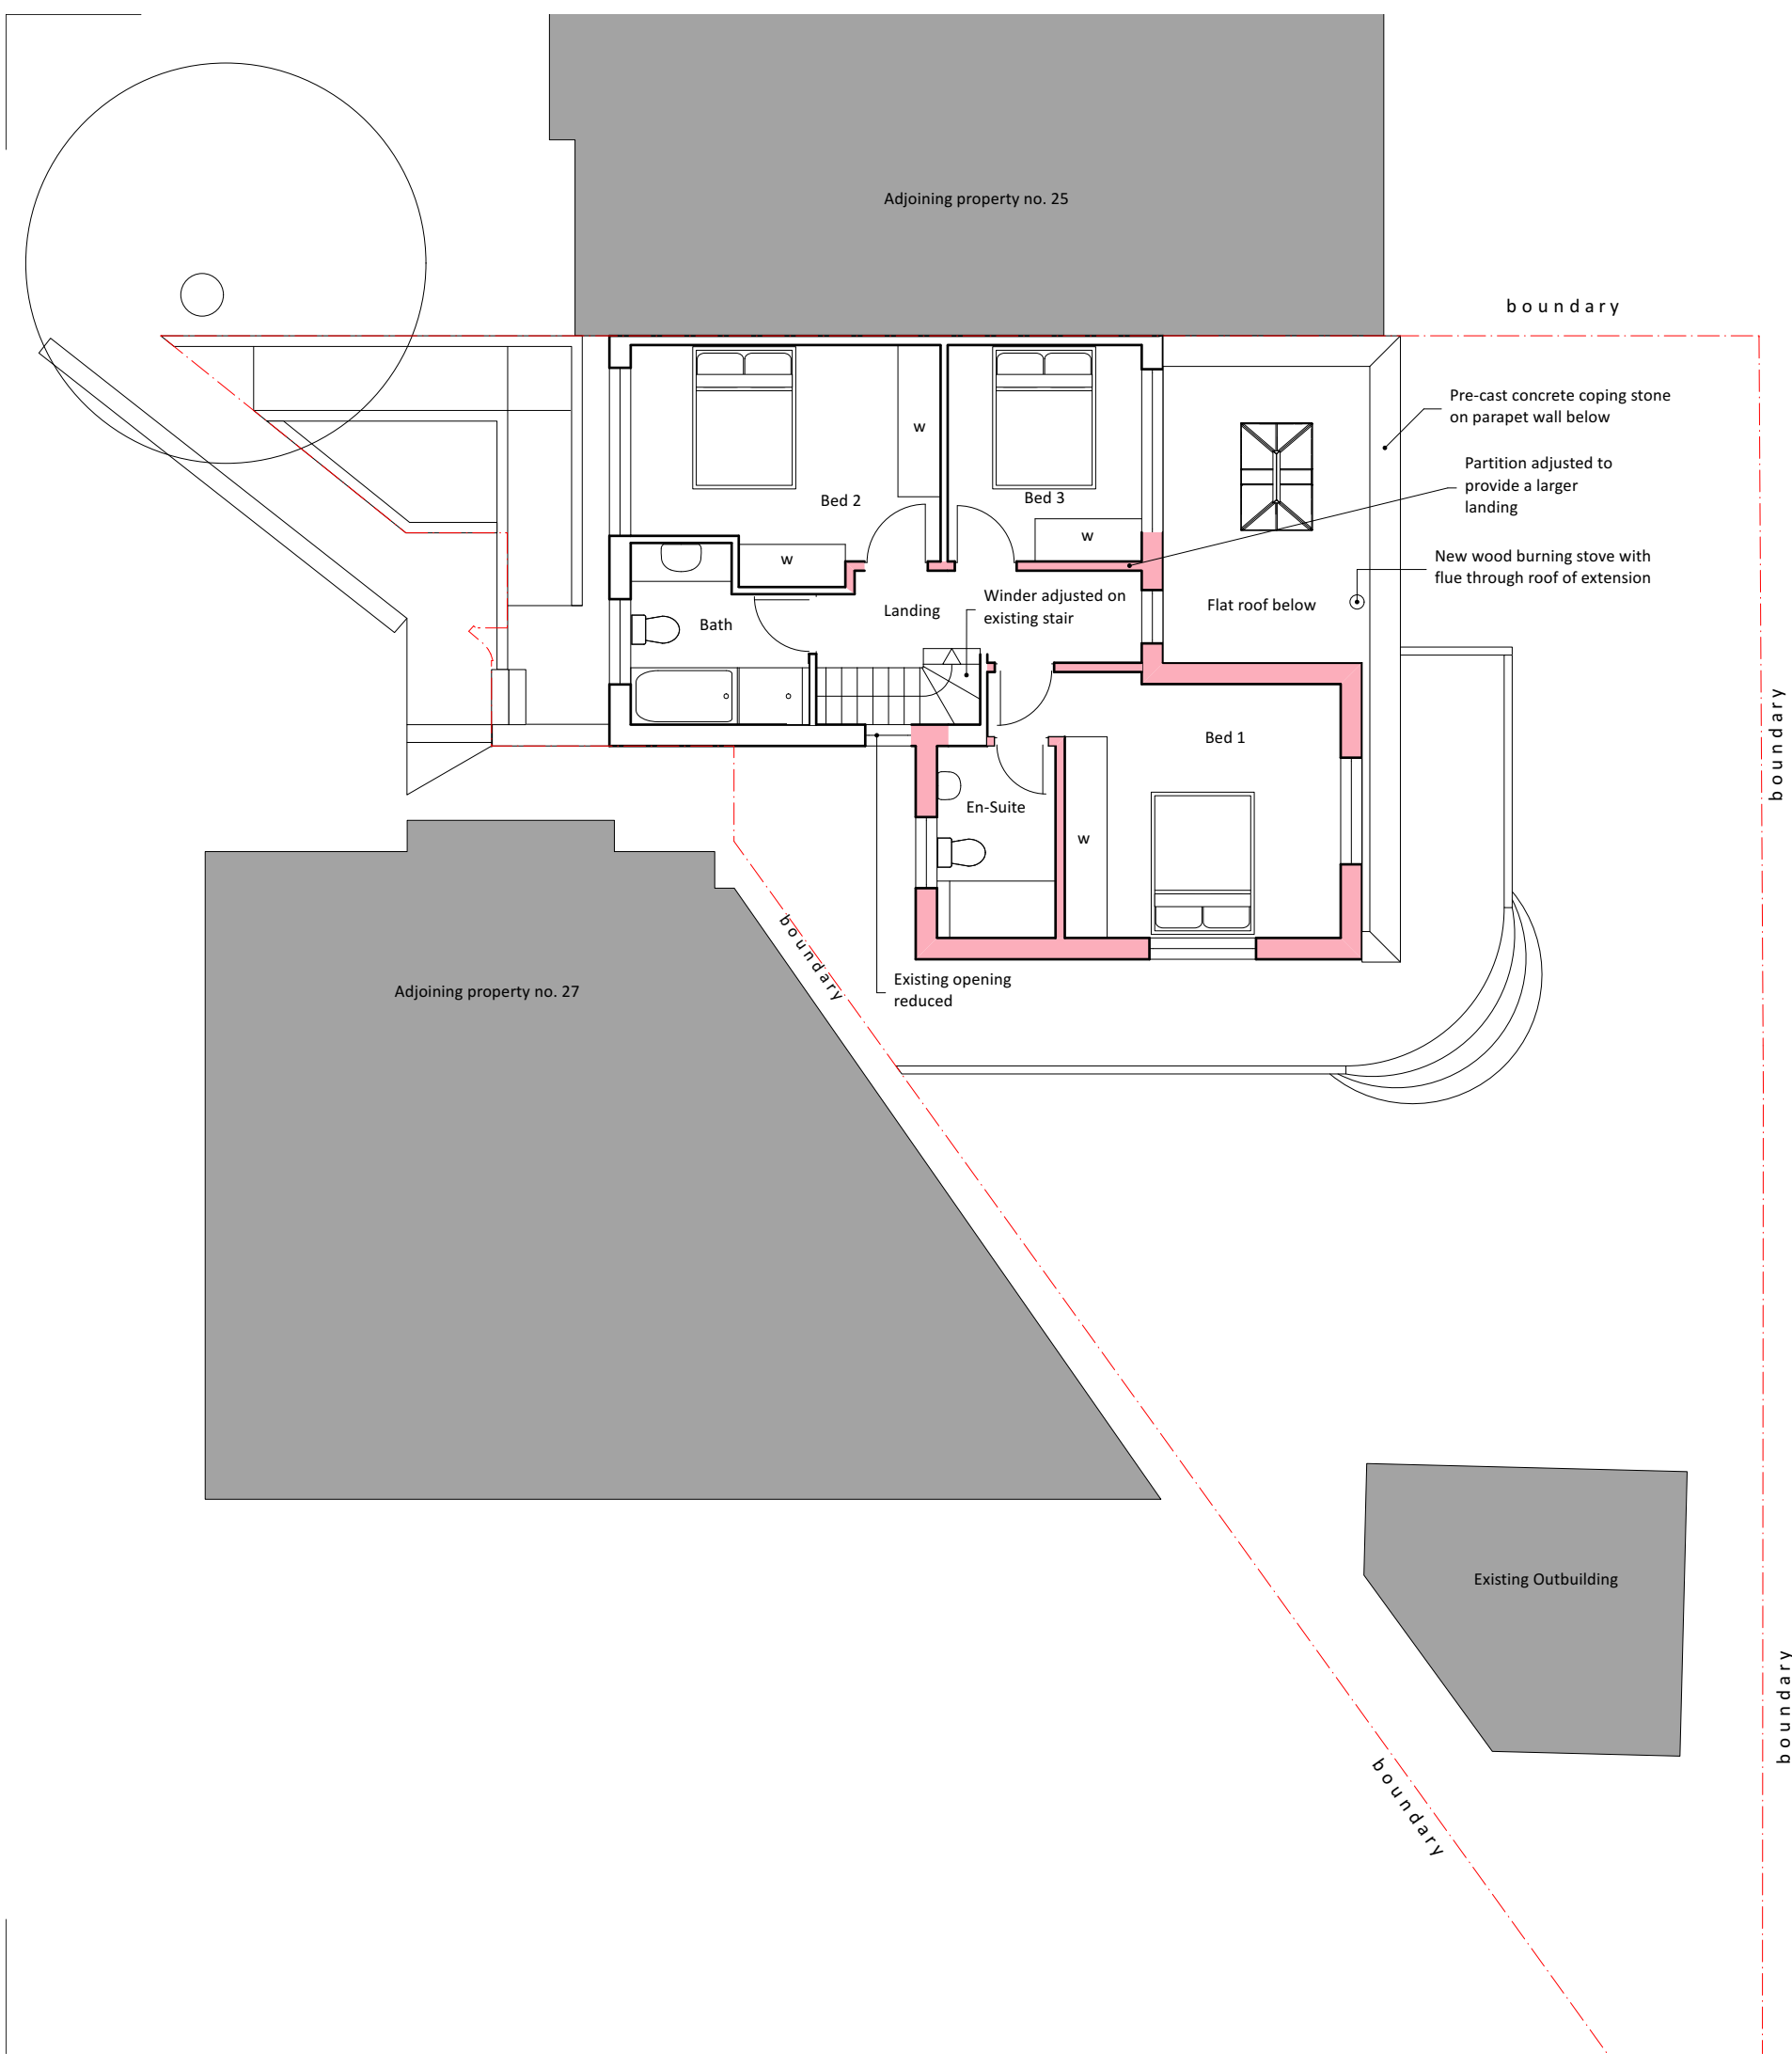 Adjoining property no. 25
boundary
Pre-cast concrete coping stone
on parapet wall below
Partition adjusted to
provide a larger
landing
New wood burning stove with
flue through roof of extension
w
Bed 2
Bed 3
w
w
Winder adjusted on
existing stair
Landing
Flat roof below
Bath
boundary
Bed 1
En-Suite
w
boundary
Existing opening
reduced
Adjoining property no. 27
Existing Outbuilding
boundary
boundary